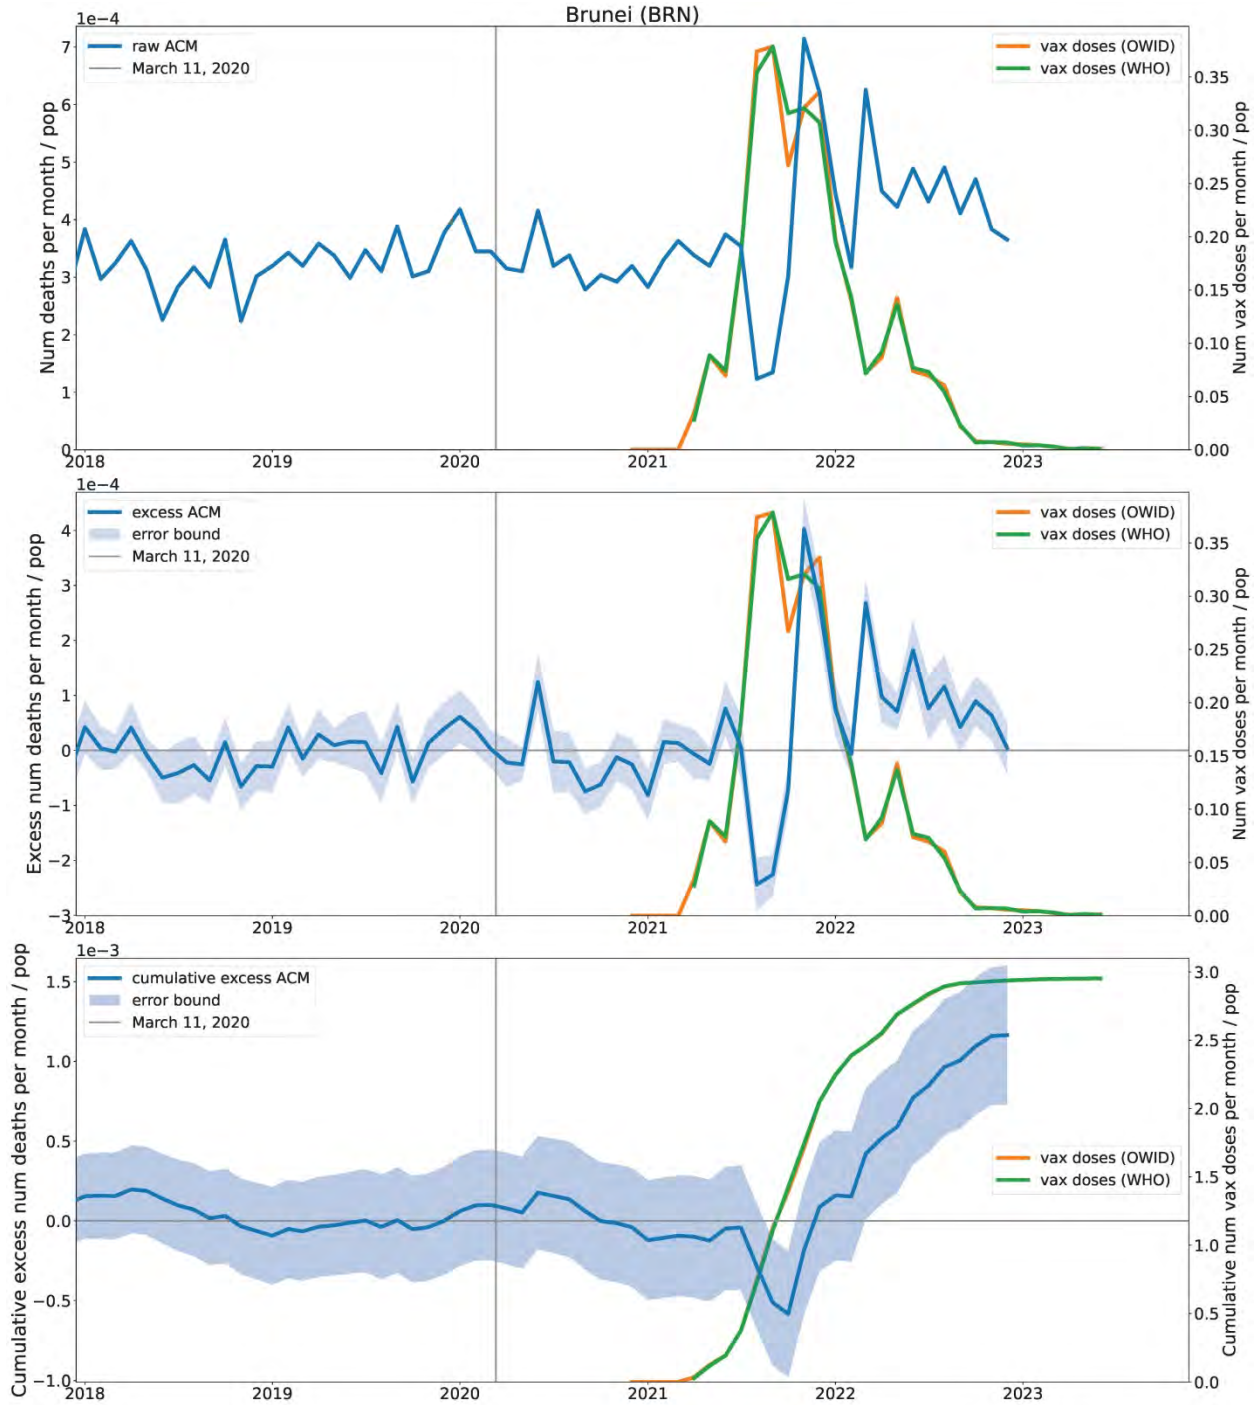 Brunei (BRN)
1e−4
raw ACM
March 11, 2020
vax doses (OWID)
vax doses (WHO)
Num deaths per month / pop
Num vax doses per month / pop
7
6
5
4
3
2
1
0
0.35
0.30
0.25
0.20
0.15
0.10
0.05
0.00
2018 2019 2020 2021 2022 2023
1e−4
excess ACM
error bound
March 11, 2020
vax doses (OWID)
vax doses (WHO)
Excess num deaths per month / pop
Num vax doses per month / pop
4
3
2
1
0
−1
−2
−3
0.35
0.30
0.25
0.20
0.15
0.10
0.05
0.00
2018 2019 2020 2021 2022 2023
1e−3
cumulative excess ACM
error bound
March 11, 2020
vax doses (OWID)
vax doses (WHO)
Cumulative excess num deaths per month / pop
Cumulative num vax doses per month / pop
1.5
1.0
0.5
0.0
−0.5
−1.0
3.0
2.5
2.0
1.5
1.0
0.5
0.0
2018 2019 2020 2021 2022 2023